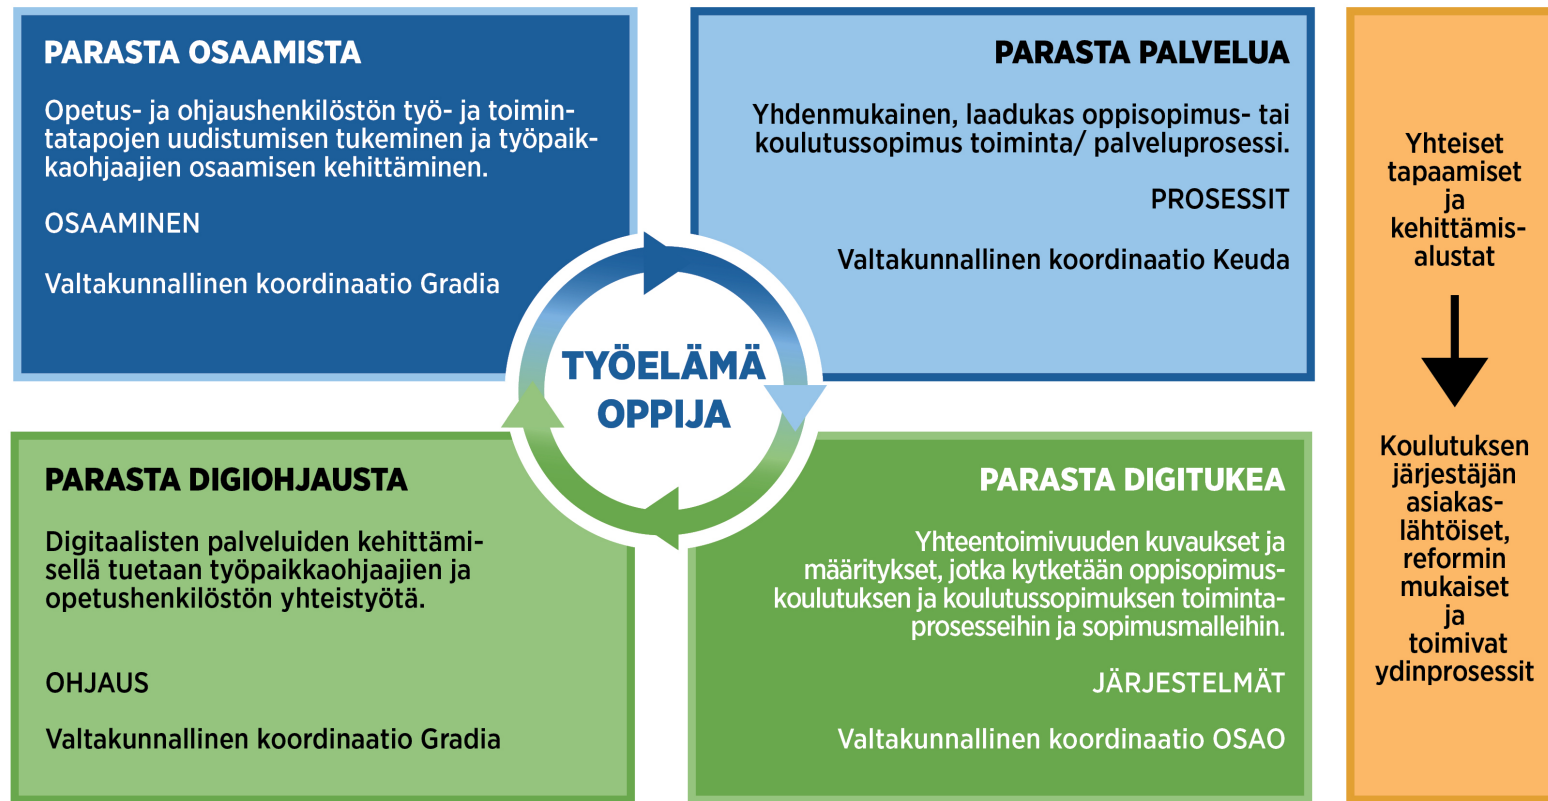 PARASTA OSAAMISTA
Opetus- ja ohjaushenkilöstön työ- ja toimin-
tatapojen uudistumisen tukeminen ja työpaik-
kaohjaajien osaamisen kehittäminen.
OSAAMINEN
Valtakunnallinen koordinaatio Gradia
PARASTA PALVELUA
Yhdenmukainen, laadukas oppisopimus- tai
koulutussopimus toiminta/ palveluprosessi.
PROSESSIT
Valtakunnallinen koordinaatio Keuda
TYÖELÄMÄ
OPPIJA
PARASTA DIGIOHJAUSTA
Digitaalisten palveluiden kehittämi-
sellä tuetaan työpaikkaohjaajien ja
opetushenkilöstön yhteistyötä.
OHJAUS
Valtakunnallinen koordinaatio Gradia
PARASTA DIGITUKEA
Yhteentoimivuuden kuvaukset ja
määritykset, jotka kytketään oppisopimus-
koulutuksen ja koulutussopimuksen toiminta-
prosesseihin ja sopimusmalleihin.
JÄRJESTELMÄT
Valtakunnallinen koordinaatio OSAO
Yhteiset
tapaamiset
ja
kehittämis-
alustat
Koulutuksen
järjestäjän
asiakas-
lähtöiset,
reformin
mukaiset
ja
toimivat
ydinprosessit